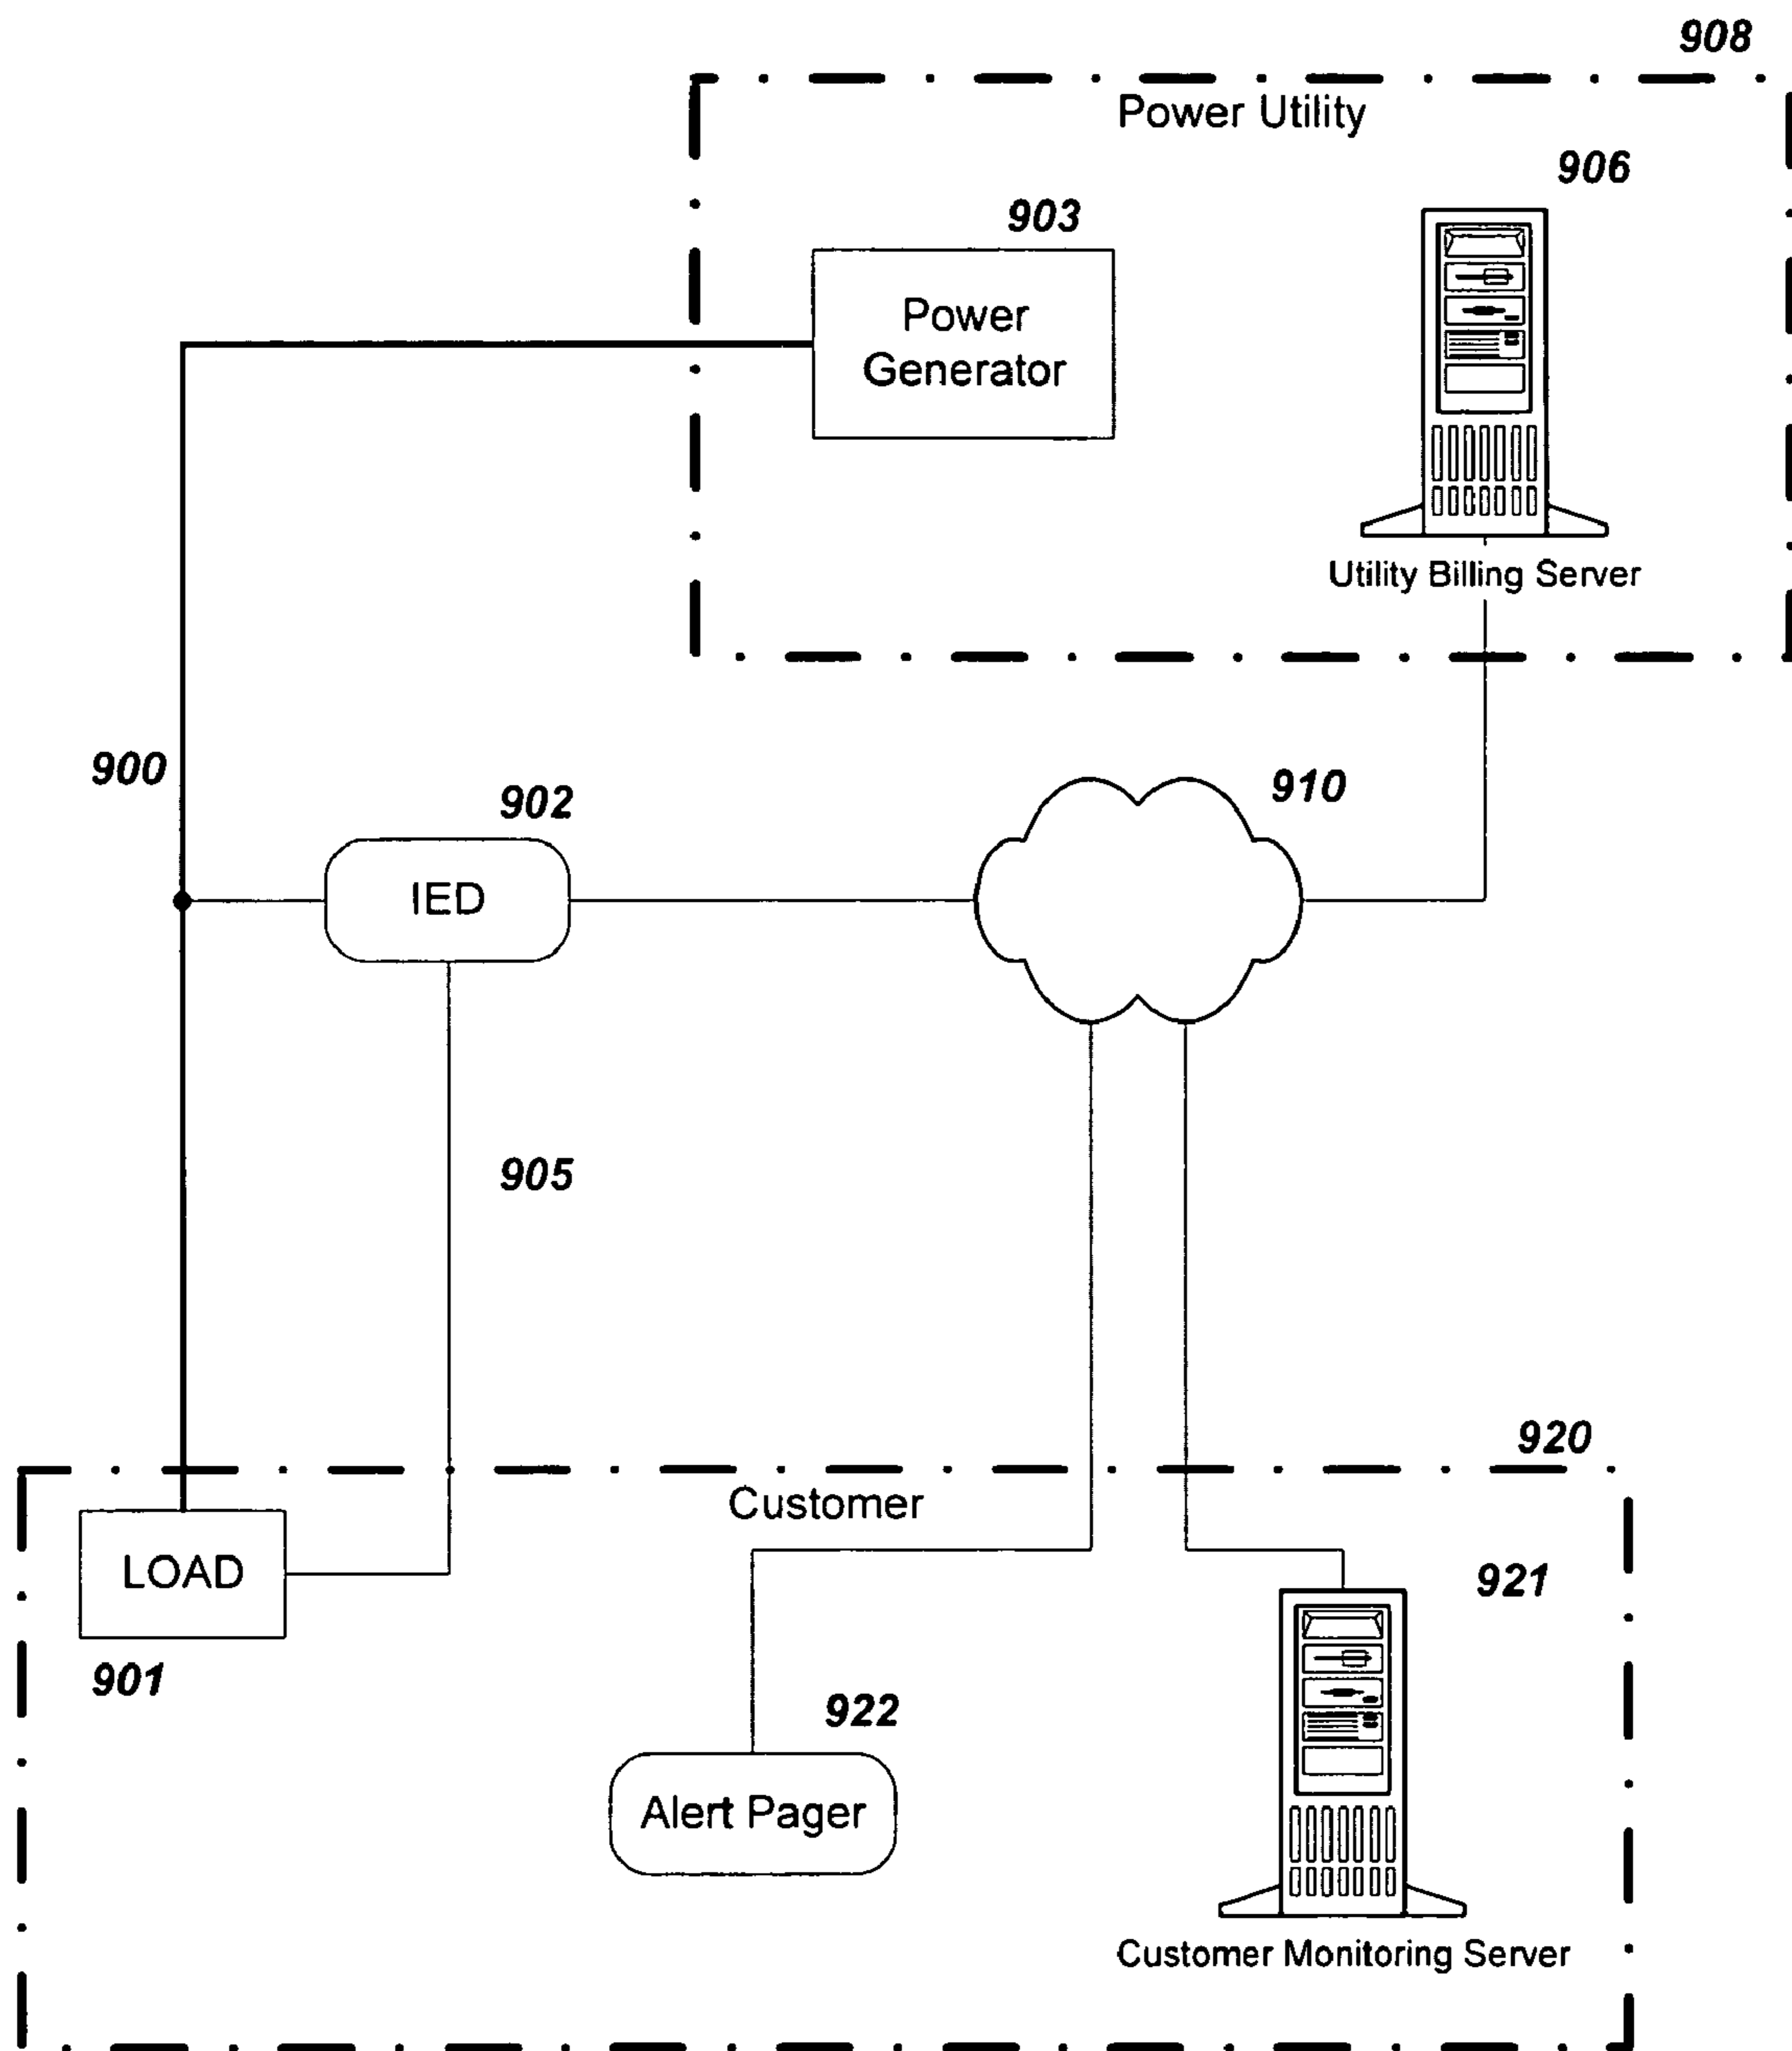 908
Power Utility
906
903
Power
Generator
Utility Billing Server
900
902
910
IED
905
920
Customer
LOAD
921
901
922
Alert Pager
Customer Monitoring Server